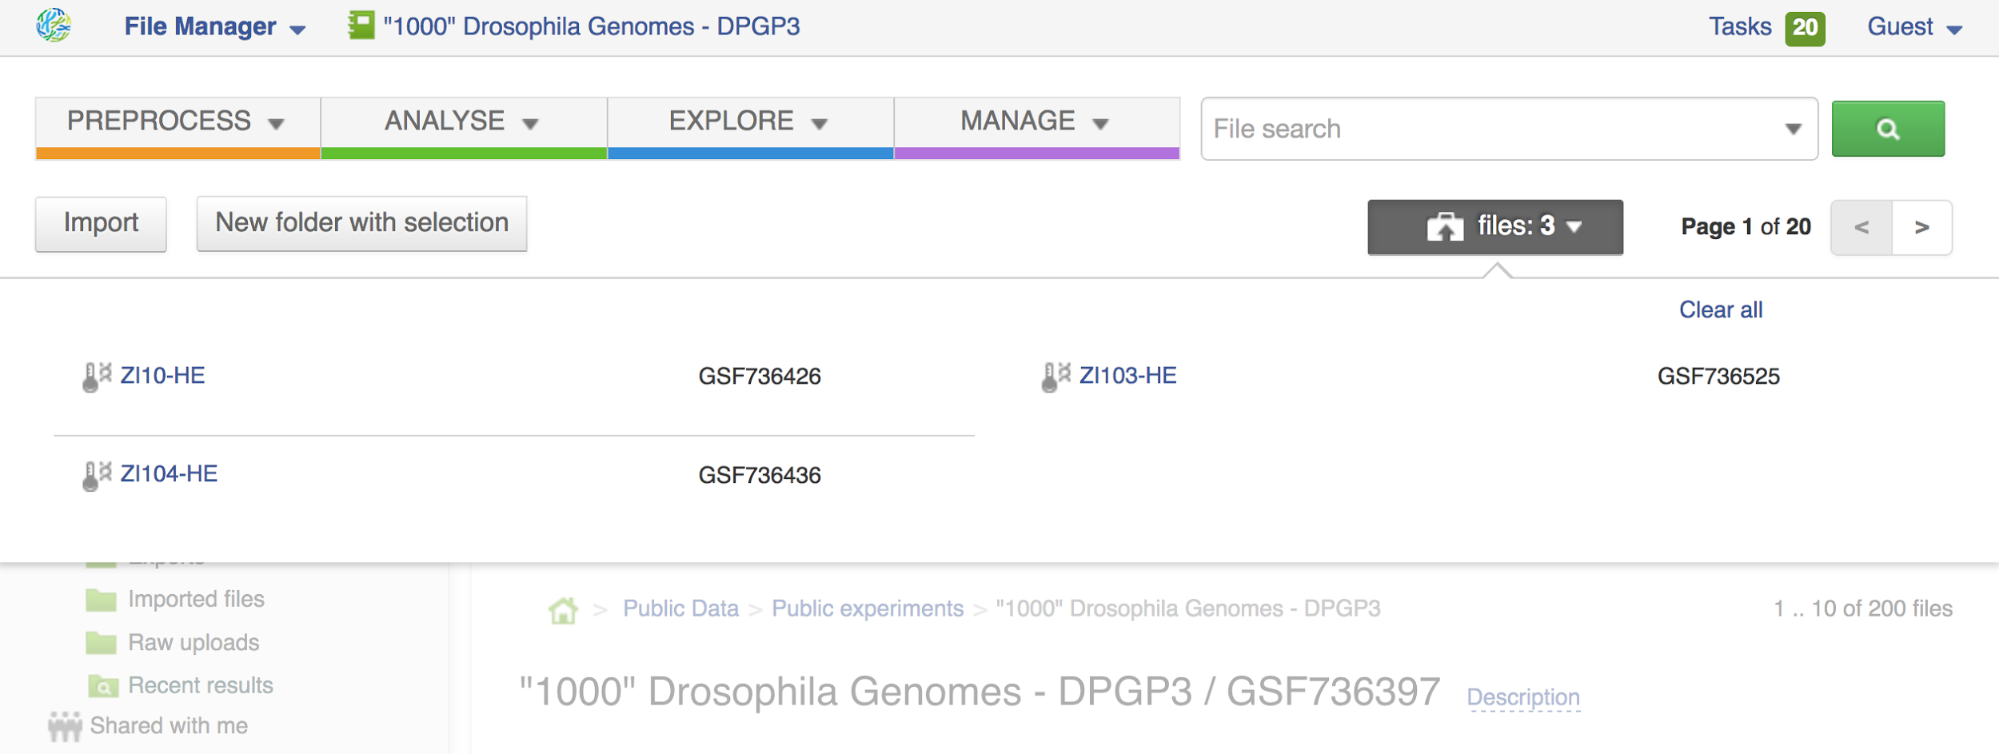 File Manager "1000" Drosophila Genomes - DPGP3 Tasks 20 Guest
PREPROCESS ANALYSE EXPLORE MANAGE File search
Import New folder with selection files: 3 Page 1 of 20 < >
Clear all
ZI10-HE GSF736426 ZI103-HE GSF736525
ZI104-HE GSF736436
Exports
Imported files > Public Data > Public experiments > "1000" Drosophila Genomes - DPGP3 1 .. 10 of 200 files
Raw uploads
Recent results "1000" Drosophila Genomes - DPGP3 / GSF736397 Description
Shared with me